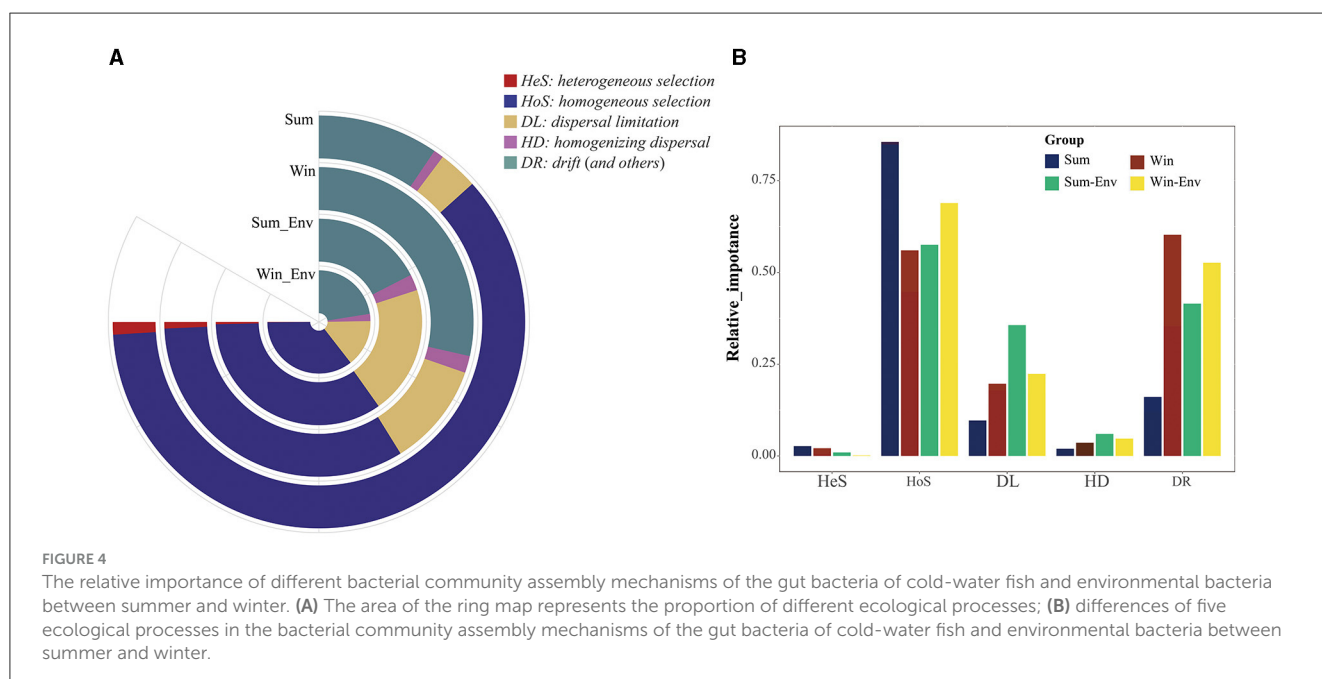 A
HeS: heterogeneous selection
HoS: homogeneous selection
DL: dispersal limitation
HD: homogenizing dispersal
DR: drift (and others)
Sum
Win
Sum_Env
Win_Env
B
Group
Sum
Win
Sum-Env
Win-Env
Relative_impotance
0.75
0.50
0.25
0.00
HeS
HoS
DL
HD
DR
FIGURE 4
The relative importance of different bacterial community assembly mechanisms of the gut bacteria of cold-water fish and environmental bacteria
between summer and winter. (A) The area of the ring map represents the proportion of different ecological processes; (B) differences of five
ecological processes in the bacterial community assembly mechanisms of the gut bacteria of cold-water fish and environmental bacteria between
summer and winter.